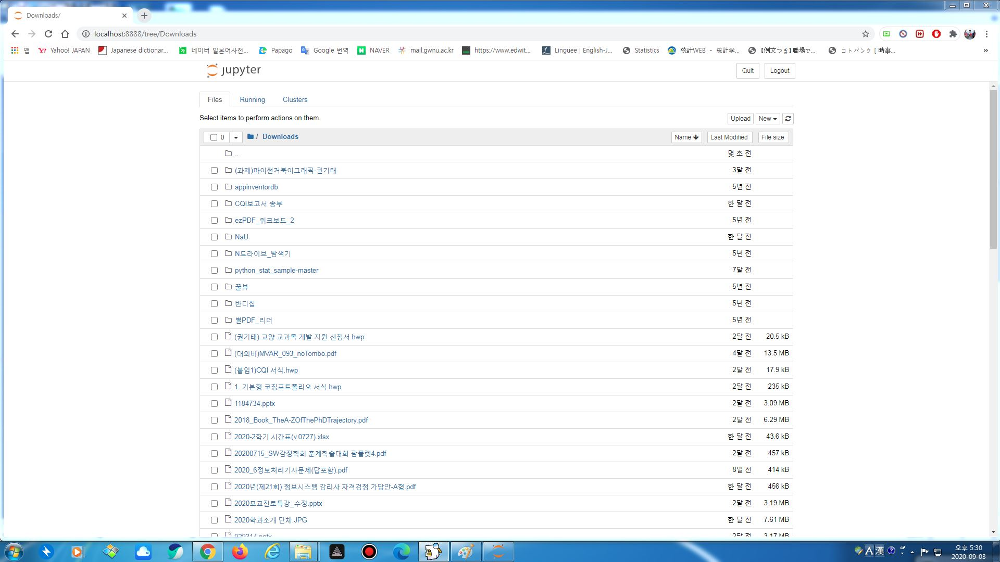 Downloads/
localhost:8888/tree/Downloads
앱 Yahoo! JAPAN Japanese dictionar... 네이버 일본어사전... Papago Google 번역 NAVER mail.gwnu.ac.kr https://www.edwit... Linguee | English-J... Statistics 統計WEB - 統計学... 【例文つき】職場で... コトバンク [ 時事... »
jupyter
Quit Logout
Files Running Clusters
Select items to perform actions on them.
Upload New
0 / Downloads Name Last Modified File size
.. 몇 초 전
(과제)파이썬거북이그래픽-권기태 3달 전
appinventordb 5년 전
CQI보고서 송부 한 달 전
ezPDF_워크보드_2 5년 전
NaU 한 달 전
N드라이브_탐색기 5년 전
python_stat_sample-master 7달 전
꿀뷰 5년 전
반디집 5년 전
별PDF_리더 5년 전
(권기태) 교양 교과목 개발 지원 신청서.hwp 2달 전 20.5 kB
(대외비)MVAR_093_noTombo.pdf 4달 전 13.5 MB
(붙임1)CQI 서식.hwp 2달 전 17.9 kB
1. 기본형 코칭포트폴리오 서식.hwp 2달 전 235 kB
1184734.pptx 2달 전 3.09 MB
2018_Book_TheA-ZOfThePhDTrajectory.pdf 2달 전 6.29 MB
2020-2학기 시간표(v.0727).xlsx 한 달 전 43.6 kB
20200715_SW감정학회 춘계학술대회 팜플렛4.pdf 2달 전 457 kB
2020_6정보처리기사문제(답포함).pdf 8일 전 414 kB
2020년(제21회) 정보시스템 감리사 자격검정 가답안-A형.pdf 한 달 전 456 kB
2020모교진로특강_수정.pptx 2달 전 3.19 MB
2020학과소개 단체.JPG 한 달 전 7.61 MB
929314.pptx 2달 전 3.17 MB
A 漢
오후 5:30
2020-09-03